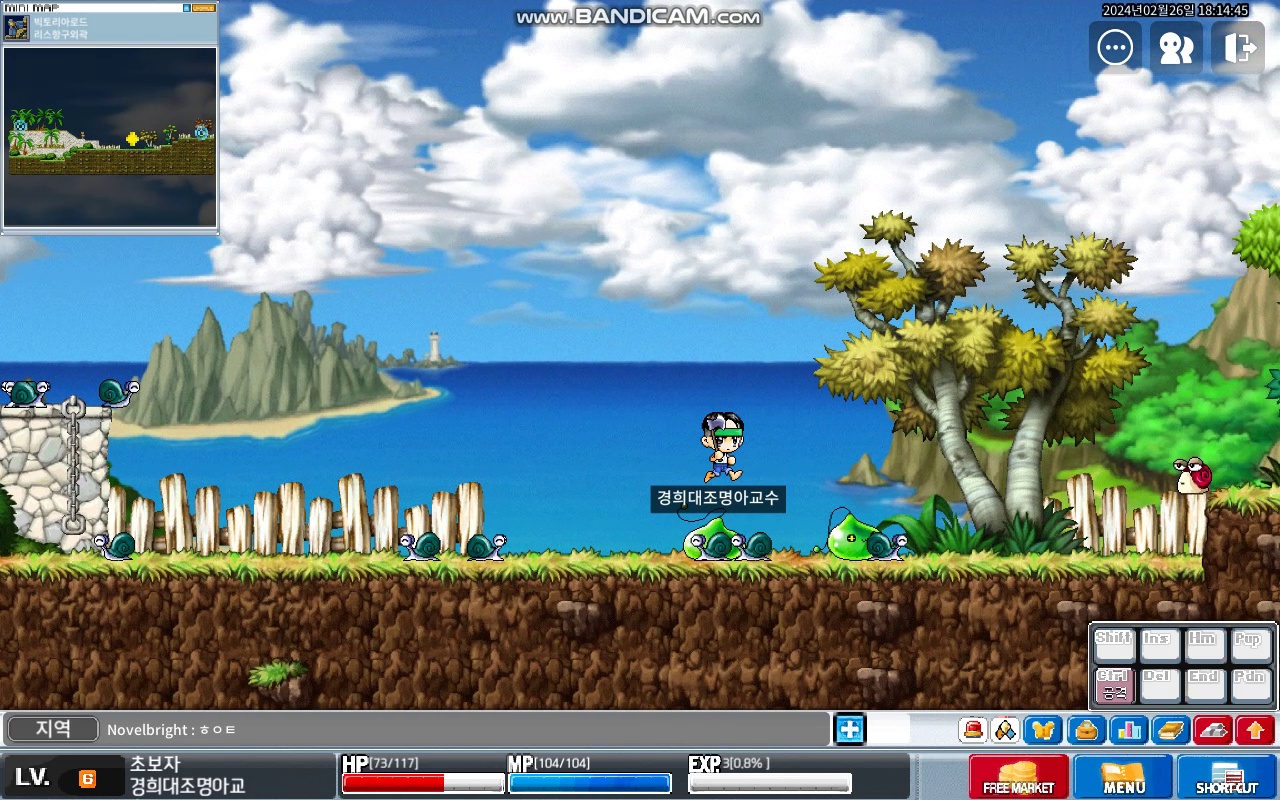 MINI MAP
WORLD
빅토리아로드
리스항구외곽
www.BANDICAM.com
2024년02월26일 18:14:45
경희대조명아교수
Shift Ins Hm Pup
Ctrl Del End Pdn
공격
지역 Novelbright : ㅎㅇㅌ
LV. 6
초보자
경희대조명아교
HP[73/117] MP[104/104] EXP 3[0.8% ]
FREE MARKET MENU SHORTCUT